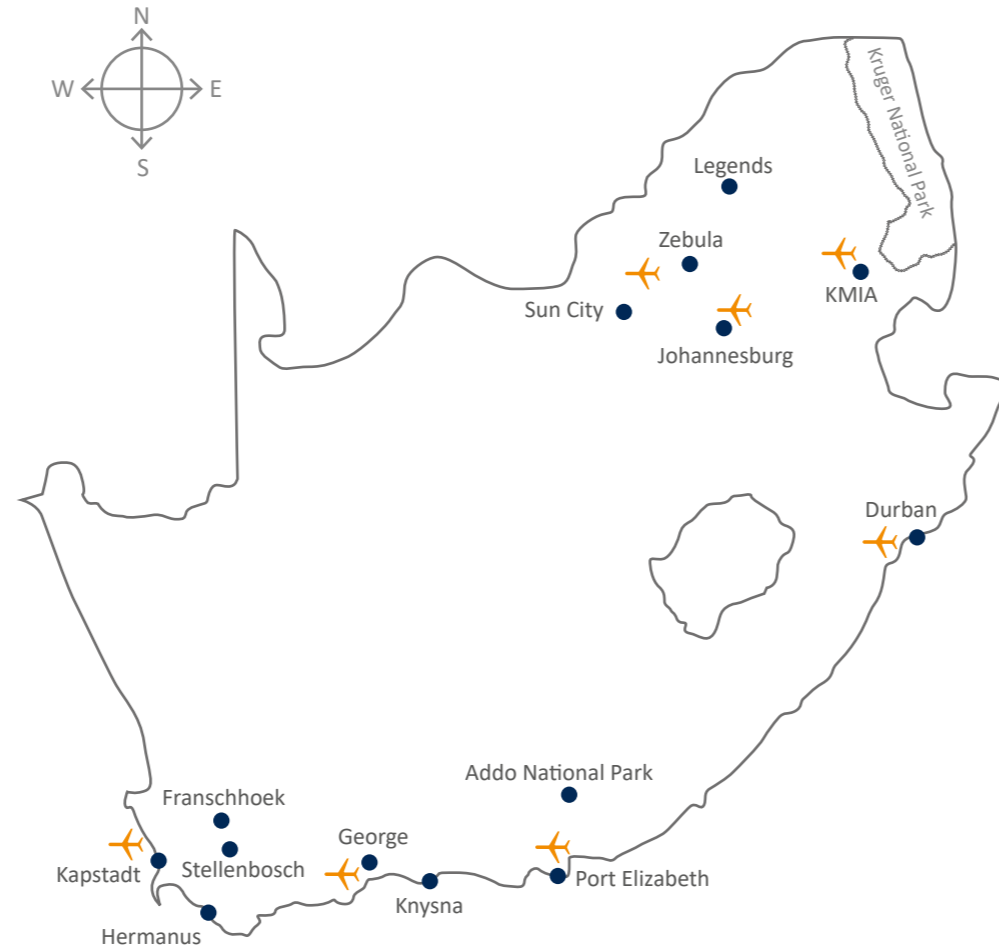 N
W
E
S
Kruger National Park
Legends
Zebula
Sun City
KMIA
Johannesburg
Durban
Addo National Park
Franschhoek
George
Stellenbosch
Kapstadt
Port Elizabeth
Knysna
Hermanus